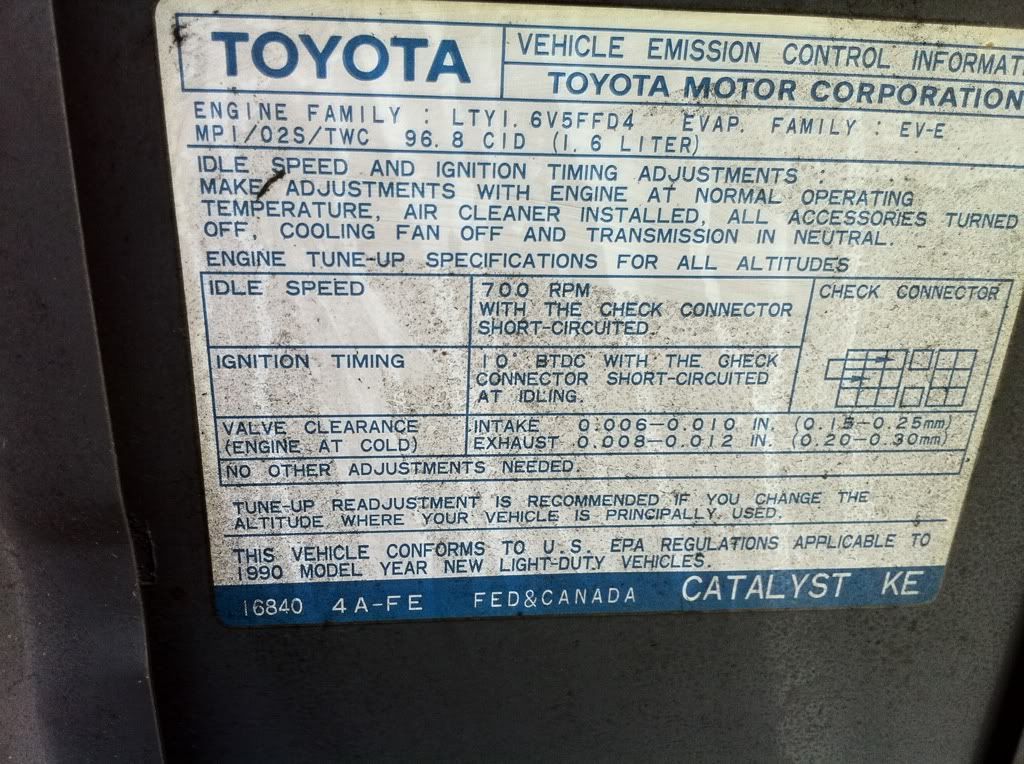 TOYOTA
VEHICLE EMISSION CONTROL INFORMAT
TOYOTA MOTOR CORPORATION
ENGINE FAMILY : LTY1.6V5FFD4 EVAP. FAMILY : EV-E
MPI/O2S/TWC 96.8 CID (1.6 LITER)
IDLE SPEED AND IGNITION TIMING ADJUSTMENTS :
MAKE ADJUSTMENTS WITH ENGINE AT NORMAL OPERATING
TEMPERATURE, AIR CLEANER INSTALLED, ALL ACCESSORIES TURNED
OFF, COOLING FAN OFF AND TRANSMISSION IN NEUTRAL.
ENGINE TUNE-UP SPECIFICATIONS FOR ALL ALTITUDES
IDLE SPEED
700 RPM
WITH THE CHECK CONNECTOR
SHORT-CIRCUITED.
CHECK CONNECTOR
IGNITION TIMING
10° BTDC WITH THE CHECK
CONNECTOR SHORT-CIRCUITED
AT IDLING.
VALVE CLEARANCE
(ENGINE AT COLD)
INTAKE 0.006-0.010 IN. (0.15-0.25mm)
EXHAUST 0.008-0.012 IN. (0.20-0.30mm)
NO OTHER ADJUSTMENTS NEEDED.
TUNE-UP READJUSTMENT IS RECOMMENDED IF YOU CHANGE THE
ALTITUDE WHERE YOUR VEHICLE IS PRINCIPALLY USED.
THIS VEHICLE CONFORMS TO U.S. EPA REGULATIONS APPLICABLE TO
1990 MODEL YEAR NEW LIGHT-DUTY VEHICLES.
16840 4A-FE FED&CANADA CATALYST KE